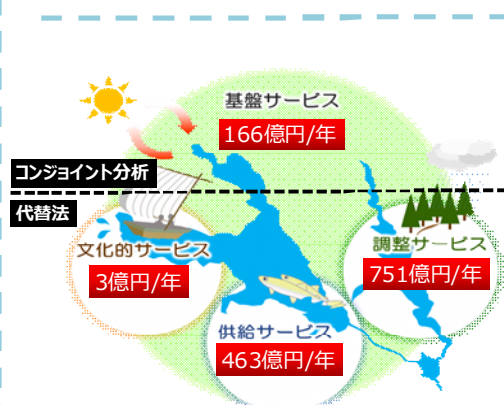 基盤サービス
166億円/年
コンジョイント分析
代替法
文化的サービス
3億円/年
調整サービス
751億円/年
供給サービス
463億円/年